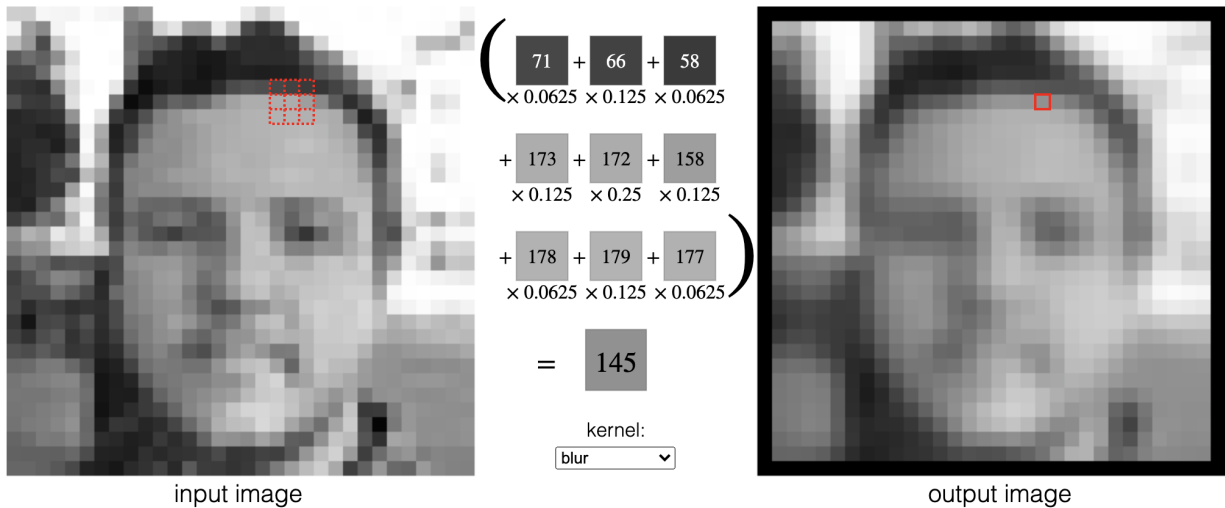 ( 71 + 66 + 58
× 0.0625 × 0.125 × 0.0625
+ 173 + 172 + 158
× 0.125 × 0.25 × 0.125
+ 178 + 179 + 177 )
× 0.0625 × 0.125 × 0.0625
= 145
kernel:
blur
input image
output image